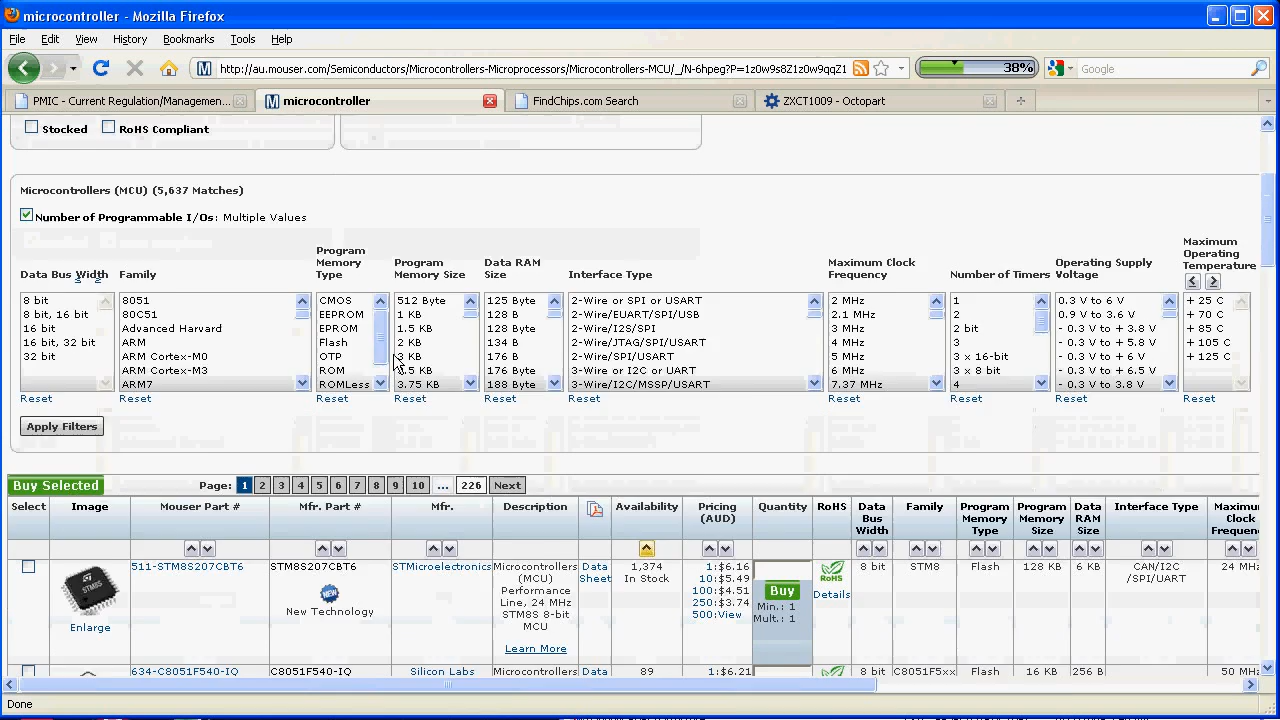 microcontroller - Mozilla Firefox
File Edit View History Bookmarks Tools Help
http://au.mouser.com/Semiconductors/Microcontrollers-Microprocessors/Microcontrollers-MCU/_/N-6hpeg?P=1z0w9s8Z1z0w9qqZ1 38% Google
PMIC - Current Regulation/Managemen... microcontroller FindChips.com Search ZXCT1009 - Octopart
Stocked RoHS Compliant
Microcontrollers (MCU) (5,637 Matches)
Number of Programmable I/Os: Multiple Values
Data Bus Width
8 bit
8 bit, 16 bit
16 bit
16 bit, 32 bit
32 bit
Reset
Family
8051
80C51
Advanced Harvard
ARM
ARM Cortex-M0
ARM Cortex-M3
ARM7
Reset
Program
Memory
Type
CMOS
EEPROM
EPROM
Flash
OTP
ROM
ROMLess
Reset
Program
Memory Size
512 Byte
1 KB
1.5 KB
2 KB
3 KB
.5 KB
3.75 KB
Reset
Data RAM
Size
125 Byte
128 B
128 Byte
134 B
176 B
176 Byte
188 Byte
Reset
Interface Type
2-Wire or SPI or USART
2-Wire/EUART/SPI/USB
2-Wire/I2S/SPI
2-Wire/JTAG/SPI/USART
2-Wire/SPI/USART
3-Wire/I2C or UART
3-Wire/I2C/MSSP/USART
Reset
Maximum Clock
Frequency
2 MHz
2.1 MHz
3 MHz
4 MHz
5 MHz
6 MHz
7.37 MHz
Reset
Number of Timers
1
2
2 bit
3
3 x 16-bit
3 x 8 bit
4
Reset
Operating Supply
Voltage
0.3 V to 6 V
0.9 V to 3.6 V
- 0.3 V to + 3.8 V
- 0.3 V to + 5.5 V
- 0.3 V to + 6 V
- 0.3 V to + 6.5 V
- 0.3 V to 3.8 V
Reset
Maximum
Operating
Temperature
+ 25 C
+ 70 C
+ 85 C
+ 105 C
+ 125 C
Reset
Apply Filters
Buy Selected Page: 1 2 3 4 5 6 7 8 9 10 ... 226 Next
Select Image Mouser Part # Mfr. Part # Mfr. Description Availability Pricing (AUD) Quantity RoHS Data Bus Width Family Program Memory Type Program Memory Size Data RAM Size Interface Type Maximum Clock Frequenc
Enlarge
511-STM8S207CBT6
STM8S207CBT6
NEW
New Technology
STMicroelectronics
Microcontrollers
(MCU)
Performance
Line, 24 MHz
STM8S 8-bit
MCU
Learn More
Data
Sheet
1,374
In Stock
1:$6.16
10:$5.49
100:$4.51
250:$3.74
500:View
Buy
Min.: 1
Mult.: 1
RoHS
Details
8 bit STM8 Flash 128 KB 6 KB
CAN/I2C
/SPI/UART
24 MHz
634-C8051F540-IQ C8051F540-IQ Silicon Labs Microcontrollers Data 89 1:$6.21 8 bit C8051F5xx Flash 16 KB 256 B 50 MHz
Done